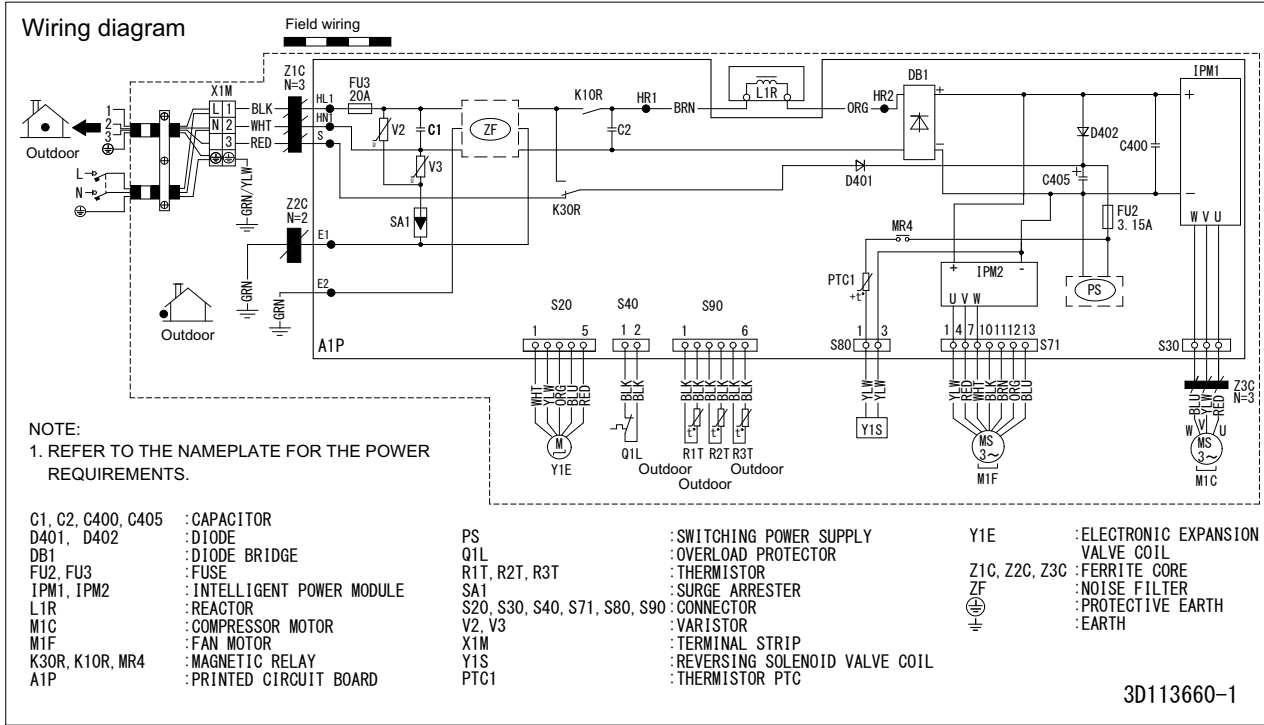 Wiring diagram
Field wiring
Z1C
N=3
X1M
L 1
N 2
3
BLK
WHT
RED
HL1
HN1
S
FU3
20A
V2
C1
V3
SA1
ZF
K10R
K30R
C2
HR1
BRN
L1R
ORG
HR2
DB1
+
−
D401
D402
C405
+
C400
IPM1
+
−
W V U
FU2
3.15A
PS
MR4
PTC1
+t°
IPM2
+ -
U V W
1
2
3
Outdoor
L
N
GRN/YLW
Z2C
N=2
E1
E2
GRN
GRN
Outdoor
A1P
S20
1 5
S40
1 2
S90
1 6
1 3
S80
1 4 7 10 11 12 13
S71
S30
WHT
YLW
ORG
BLU
RED
M
Y1E
BLK
BLK
Q1L
BLK
BLK
BLK
BLK
BLK
BLK
t°
t°
t°
R1T R2T R3T
Outdoor
Outdoor
Outdoor
YLW
YLW
Y1S
YLW
RED
WHT
BLK
BRN
ORG
BLU
MS
3~
M1F
BLU
YLW
RED
Z3C
N=3
W V U
MS
3~
M1C
NOTE:
1. REFER TO THE NAMEPLATE FOR THE POWER
REQUIREMENTS.
C1, C2, C400, C405 :CAPACITOR
D401, D402 :DIODE
DB1 :DIODE BRIDGE
FU2, FU3 :FUSE
IPM1, IPM2 :INTELLIGENT POWER MODULE
L1R :REACTOR
M1C :COMPRESSOR MOTOR
M1F :FAN MOTOR
K30R, K10R, MR4 :MAGNETIC RELAY
A1P :PRINTED CIRCUIT BOARD
PS :SWITCHING POWER SUPPLY
Q1L :OVERLOAD PROTECTOR
R1T, R2T, R3T :THERMISTOR
SA1 :SURGE ARRESTER
S20, S30, S40, S71, S80, S90 :CONNECTOR
V2, V3 :VARISTOR
X1M :TERMINAL STRIP
Y1S :REVERSING SOLENOID VALVE COIL
PTC1 :THERMISTOR PTC
Y1E :ELECTRONIC EXPANSION
VALVE COIL
Z1C, Z2C, Z3C :FERRITE CORE
ZF :NOISE FILTER
:PROTECTIVE EARTH
:EARTH
3D113660-1